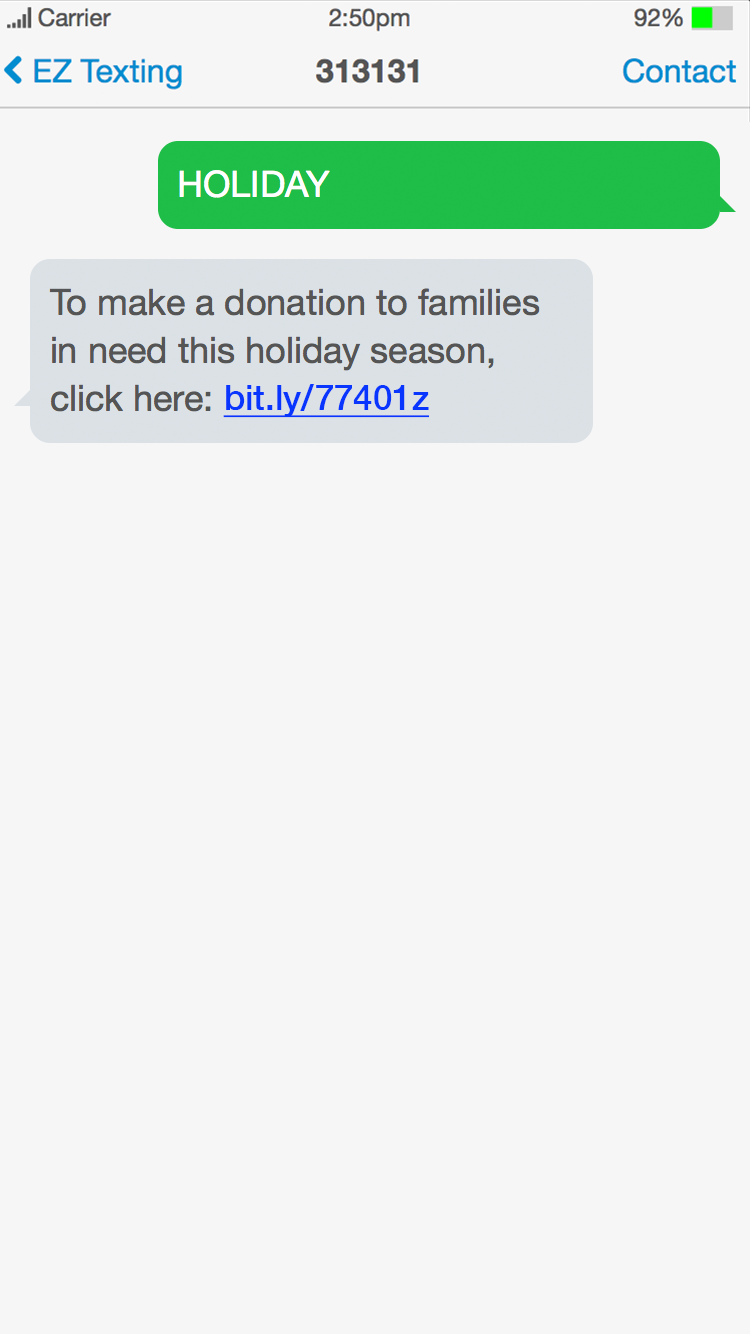 Carrier 2:50pm 92%
EZ Texting 313131 Contact
HOLIDAY
To make a donation to families
in need this holiday season,
click here: bit.ly/77401z